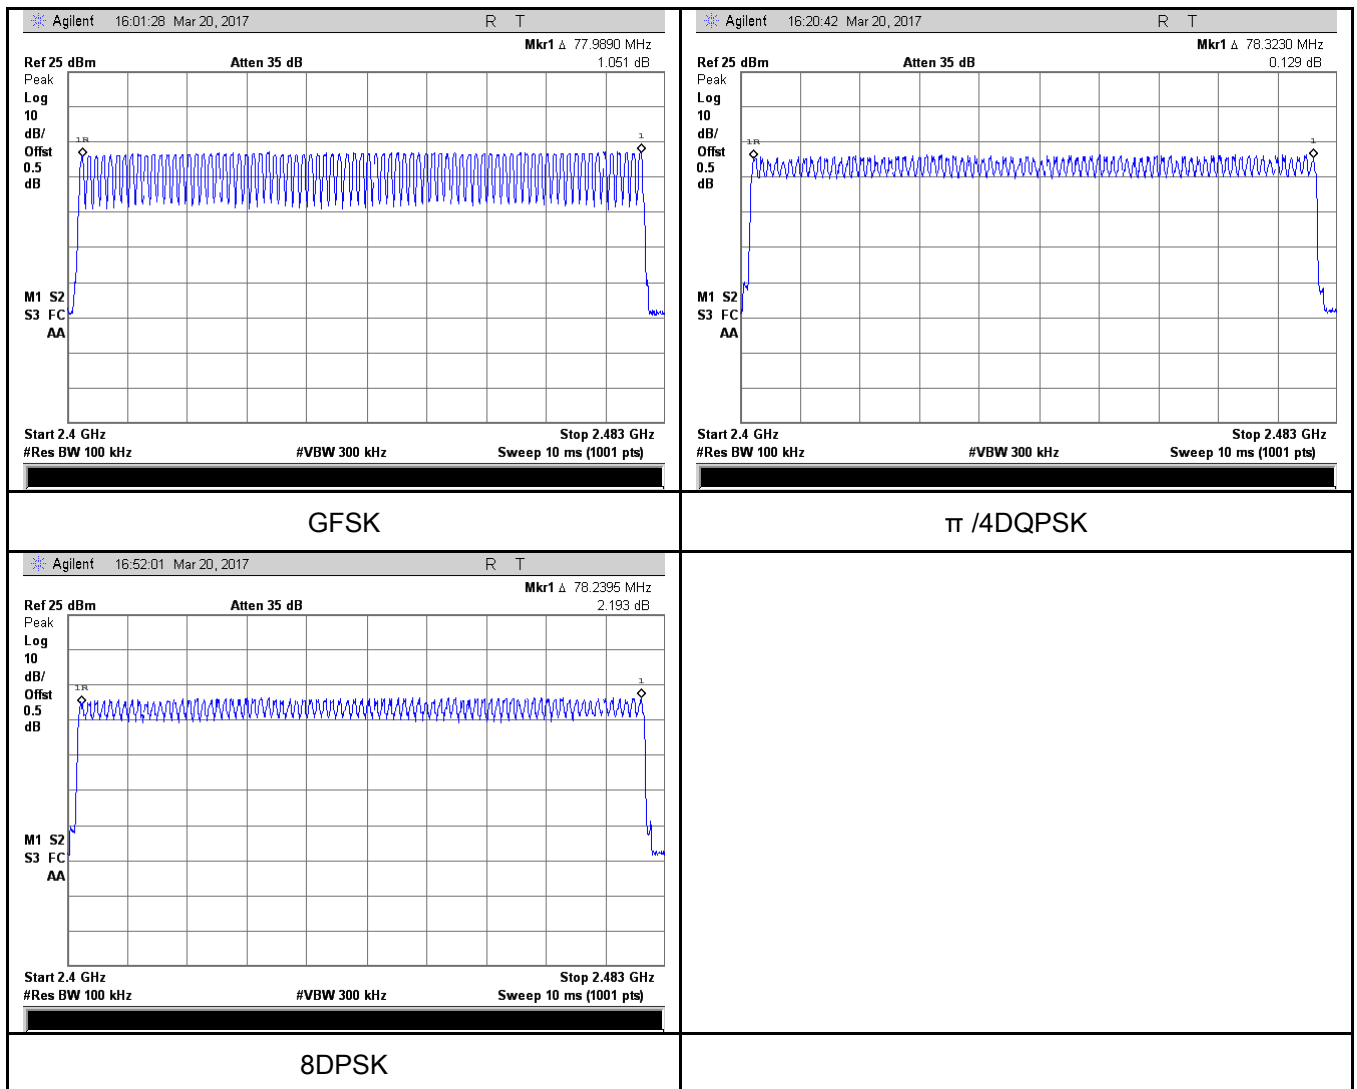 Agilent 16:01:28 Mar 20, 2017 R T
Mkr1 Δ 77.9890 MHz
Ref 25 dBm Atten 35 dB 1.051 dB
Peak
Log
10
dB/
Offst
0.5
dB
1R
1
M1 S2
S3 FC
AA
Start 2.4 GHz Stop 2.483 GHz
#Res BW 100 kHz #VBW 300 kHz Sweep 10 ms (1001 pts)
GFSK
Agilent 16:20:42 Mar 20, 2017 R T
Mkr1 Δ 78.3230 MHz
Ref 25 dBm Atten 35 dB 0.129 dB
Peak
Log
10
dB/
Offst
0.5
dB
1R
1
M1 S2
S3 FC
AA
Start 2.4 GHz Stop 2.483 GHz
#Res BW 100 kHz #VBW 300 kHz Sweep 10 ms (1001 pts)
π /4DQPSK
Agilent 16:52:01 Mar 20, 2017 R T
Mkr1 Δ 78.2395 MHz
Ref 25 dBm Atten 35 dB 2.193 dB
Peak
Log
10
dB/
Offst
0.5
dB
1R
1
M1 S2
S3 FC
AA
Start 2.4 GHz Stop 2.483 GHz
#Res BW 100 kHz #VBW 300 kHz Sweep 10 ms (1001 pts)
8DPSK